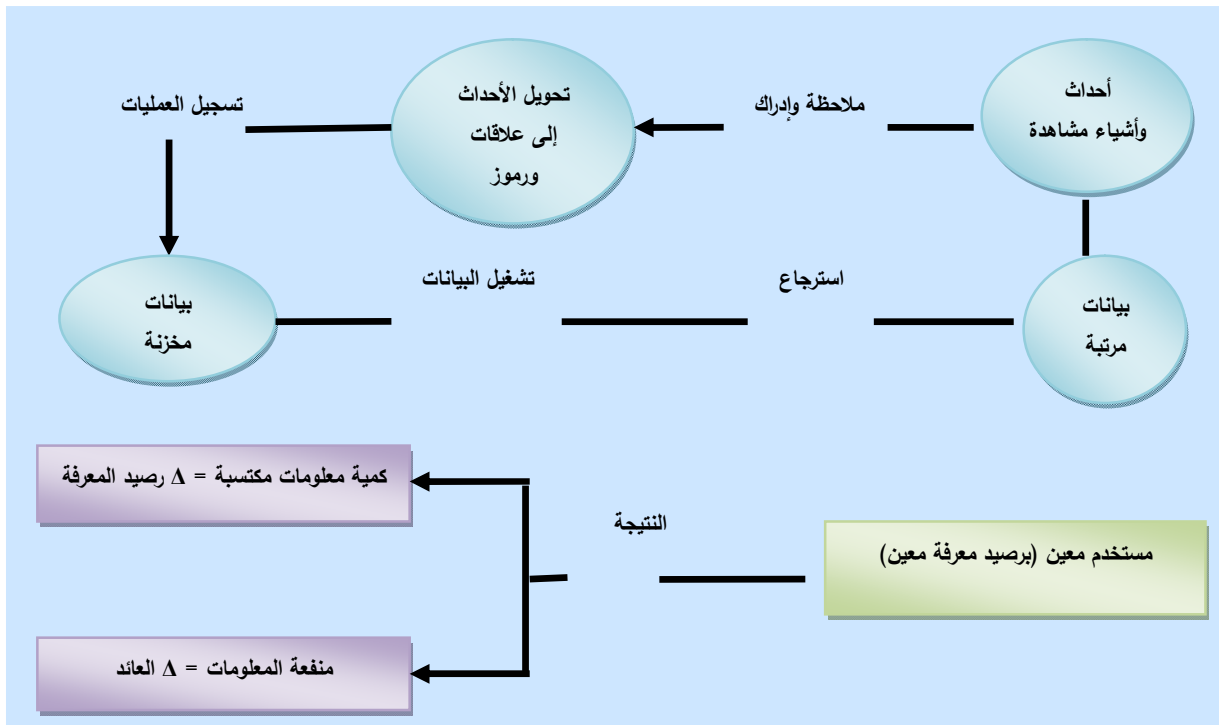 أحداث
وأشياء مشاهدة
ملاحظة وإدراك
تحويل الأحداث
إلى علاقات
ورموز
تسجيل العمليات
بيانات
مخزنة
تشغيل البيانات
استرجاع
بيانات
مرتبة
مستخدم معين (برصيد معرفة معين)
النتيجة
كمية معلومات مكتسبة = Δ رصيد المعرفة
منفعة المعلومات = Δ العائد